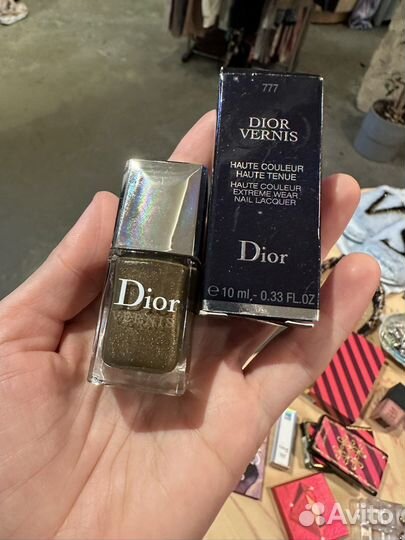 777
DIOR
VERNIS
HAUTE COULEUR
HAUTE TENUE
HAUTE COULEUR
EXTREME WEAR
NAIL LACQUER
Dior
℮ 10 ml - 0.33 FL.OZ
Dior
VERNIS
Avito